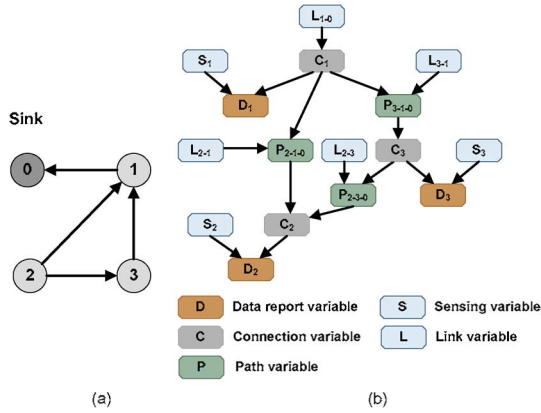 L1-0
S1
C1
L3-1
D1
P3-1-0
Sink
0
1
L2-1
P2-1-0
L2-3
C3
S3
P2-3-0
D3
S2
C2
2
3
D2
D Data report variable
S Sensing variable
C Connection variable
L Link variable
P Path variable
(a)
(b)